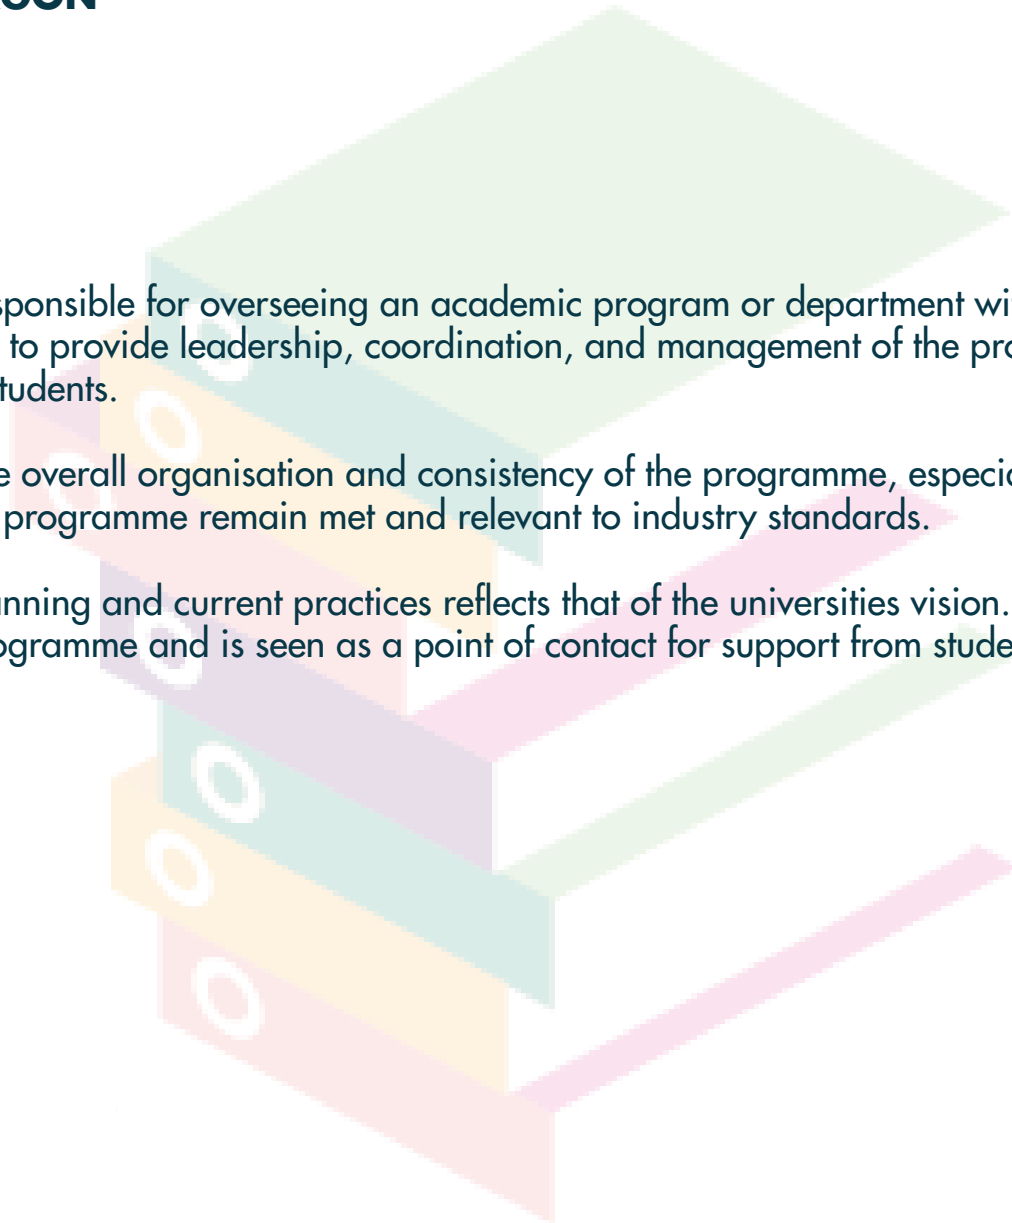 sponsible for overseeing an academic program or department wi
to provide leadership, coordination, and management of the pro
tudents.
e overall organisation and consistency of the programme, especi
programme remain met and relevant to industry standards.
nning and current practices reflects that of the universities vision.
ogramme and is seen as a point of contact for support from stude